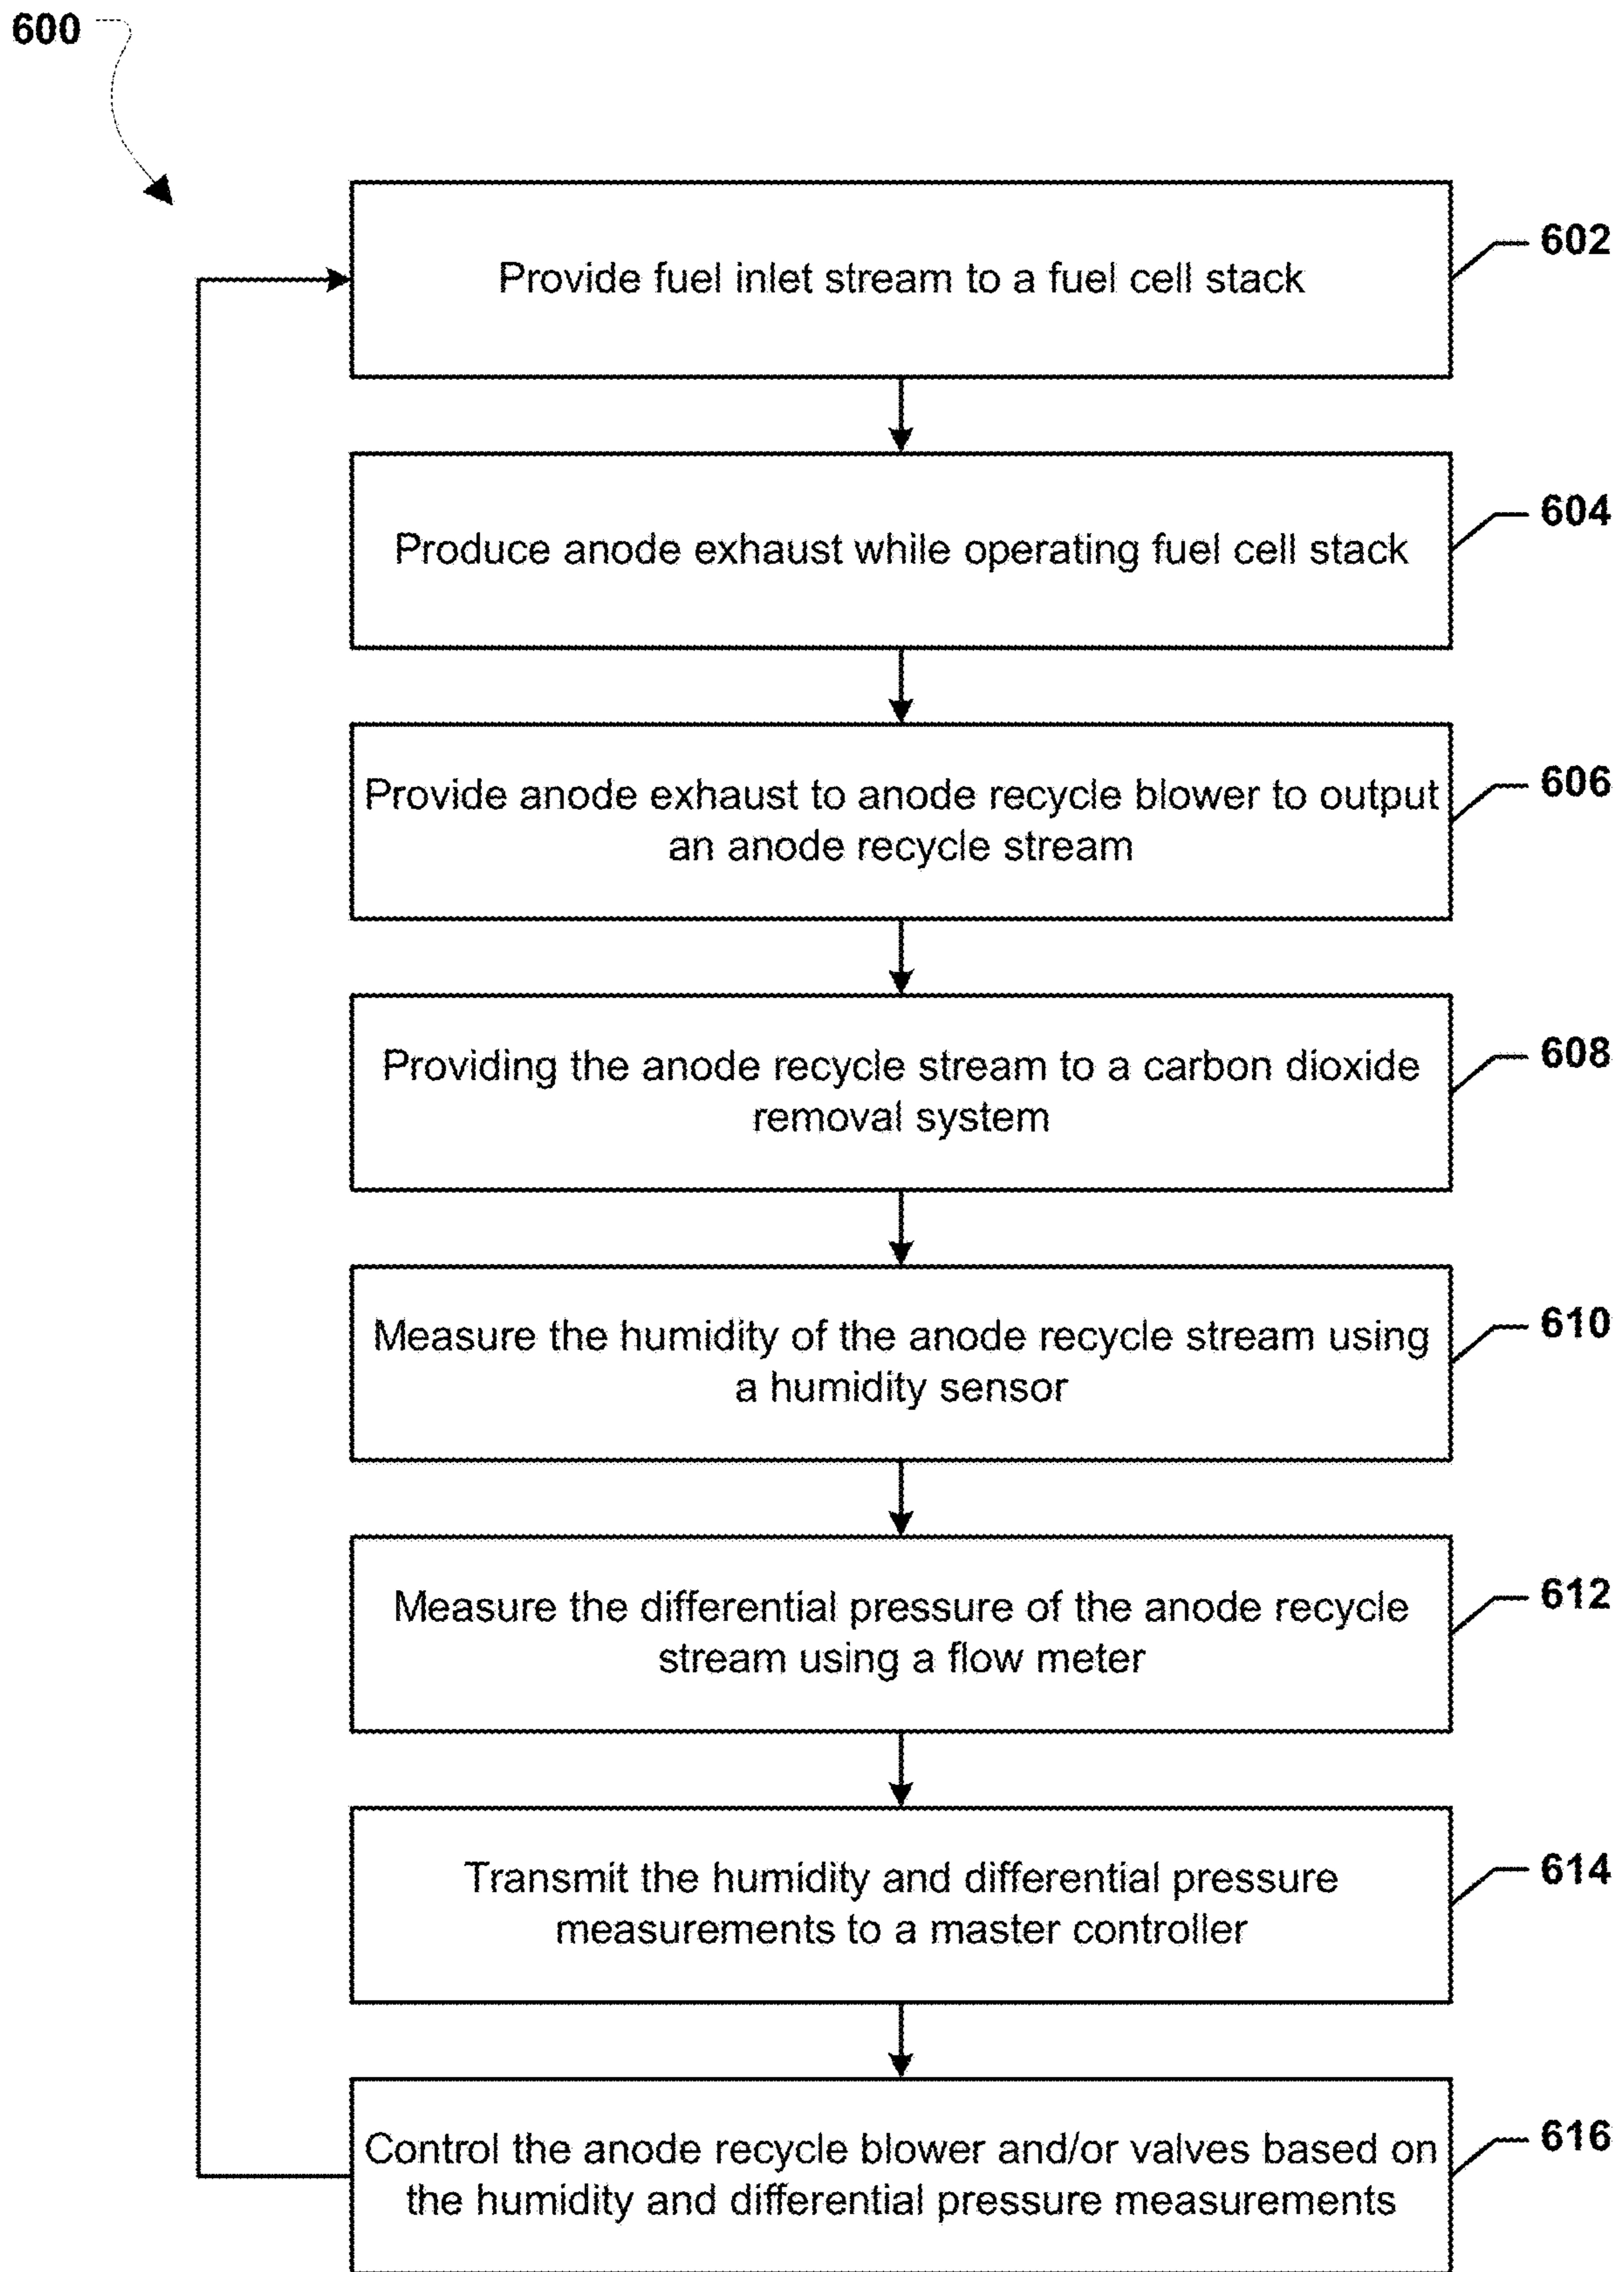 600
Provide fuel inlet stream to a fuel cell stack
602
Produce anode exhaust while operating fuel cell stack
604
Provide anode exhaust to anode recycle blower to output
an anode recycle stream
606
Providing the anode recycle stream to a carbon dioxide
removal system
608
Measure the humidity of the anode recycle stream using
a humidity sensor
610
Measure the differential pressure of the anode recycle
stream using a flow meter
612
Transmit the humidity and differential pressure
measurements to a master controller
614
Control the anode recycle blower and/or valves based on
the humidity and differential pressure measurements
616